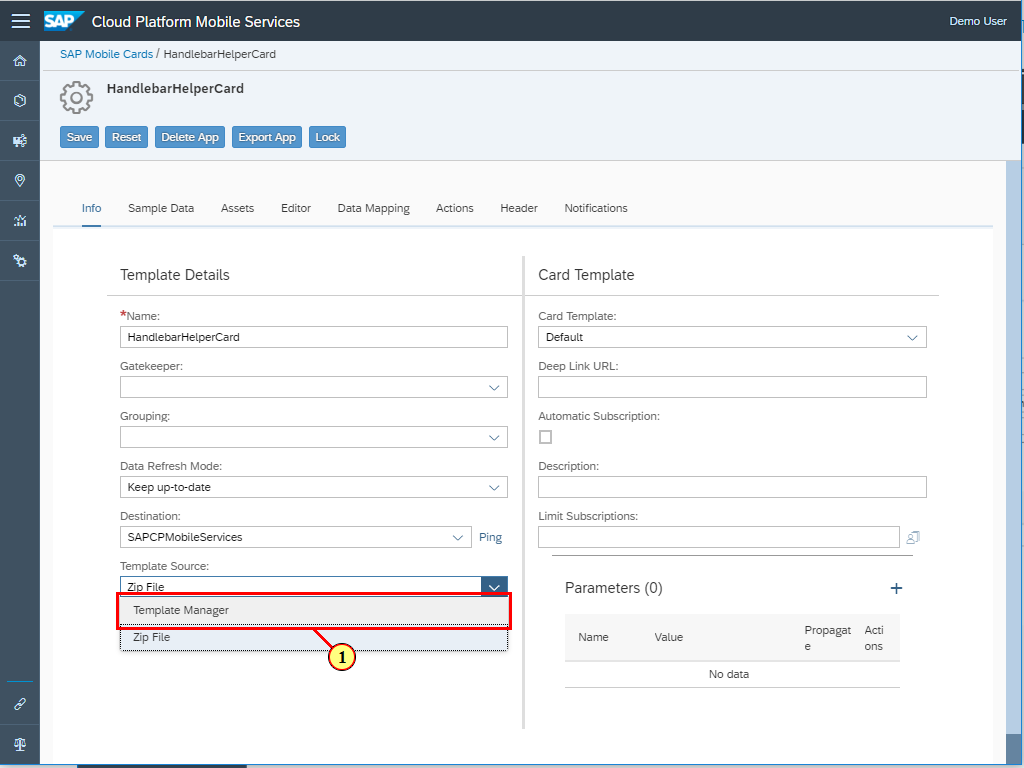 SAP Cloud Platform Mobile Services Demo User
SAP Mobile Cards / HandlebarHelperCard
HandlebarHelperCard
Save Reset Delete App Export App Lock
Info Sample Data Assets Editor Data Mapping Actions Header Notifications
Template Details
*Name:
HandlebarHelperCard
Gatekeeper:
Grouping:
Data Refresh Mode:
Keep up-to-date
Destination:
SAPCPMobileServices Ping
Template Source:
Zip File
Template Manager
Zip File
1
Card Template
Card Template:
Default
Deep Link URL:
Automatic Subscription:
Description:
Limit Subscriptions:
Parameters (0) +
Name Value Propagat Acti
e ons
No data